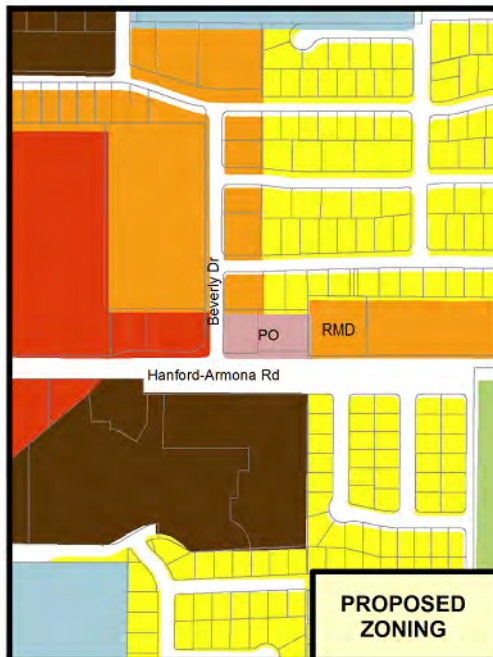 Beverly Dr
PO
RMD
Hanford-Armona Rd
PROPOSED
ZONING